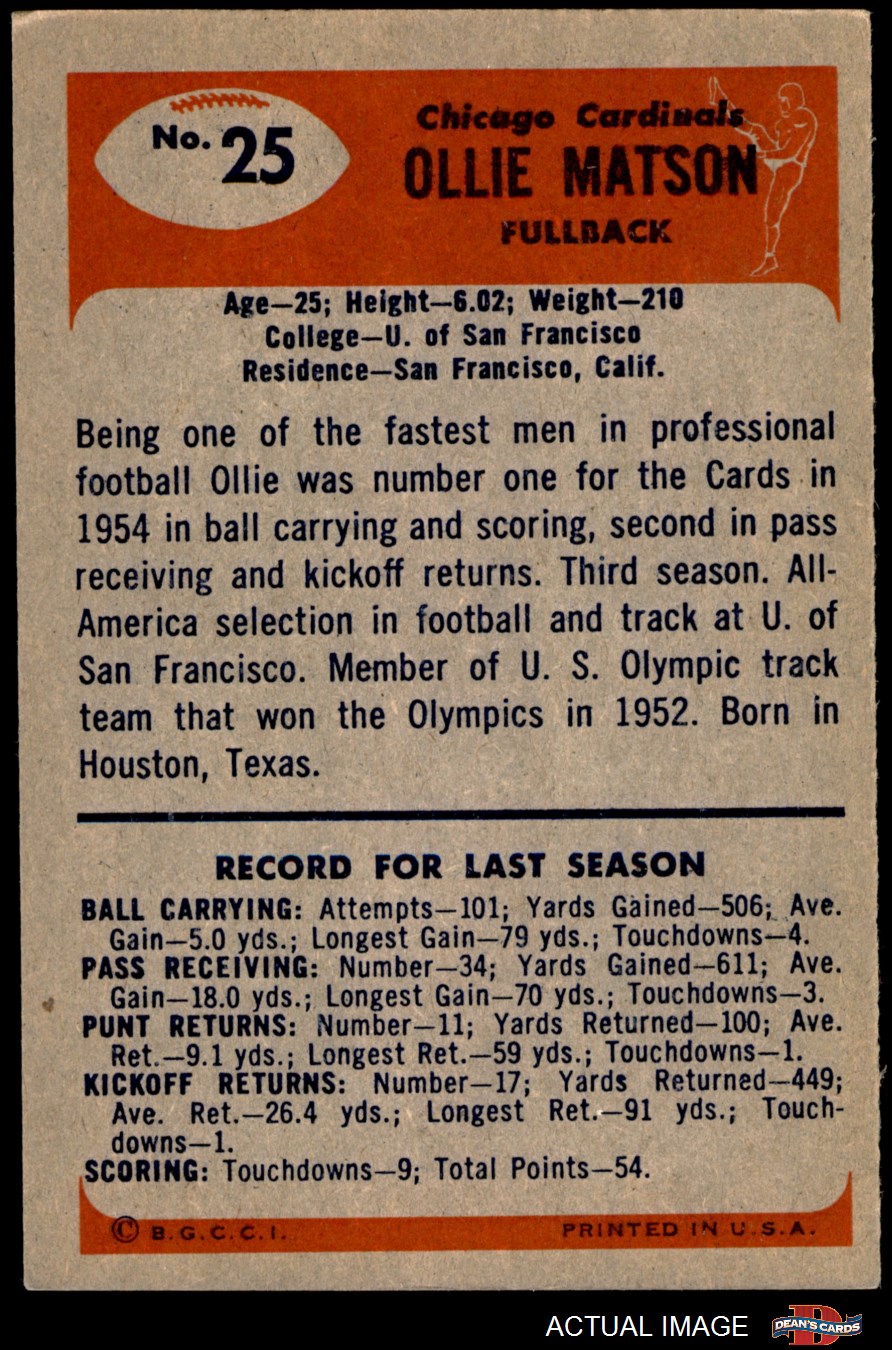 No. 25
Chicago Cardinals
OLLIE MATSON
FULLBACK
Age—25; Height—6.02; Weight—210
College—U. of San Francisco
Residence—San Francisco, Calif.
Being one of the fastest men in professional
football Ollie was number one for the Cards in
1954 in ball carrying and scoring, second in pass
receiving and kickoff returns. Third season. All-
America selection in football and track at U. of
San Francisco. Member of U. S. Olympic track
team that won the Olympics in 1952. Born in
Houston, Texas.
RECORD FOR LAST SEASON
BALL CARRYING: Attempts—101; Yards Gained—506; Ave.
Gain—5.0 yds.; Longest Gain—79 yds.; Touchdowns—4.
PASS RECEIVING: Number—34; Yards Gained—611; Ave.
Gain—18.0 yds.; Longest Gain—70 yds.; Touchdowns—3.
PUNT RETURNS: Number—11; Yards Returned—100; Ave.
Ret.—9.1 yds.; Longest Ret.—59 yds.; Touchdowns—1.
KICKOFF RETURNS: Number—17; Yards Returned—449;
Ave. Ret.—26.4 yds.; Longest Ret.—91 yds.; Touch-
downs—1.
SCORING: Touchdowns—9; Total Points—54.
© B.G.C.C.I. PRINTED IN U.S.A.
ACTUAL IMAGE D DEAN'S CARDS